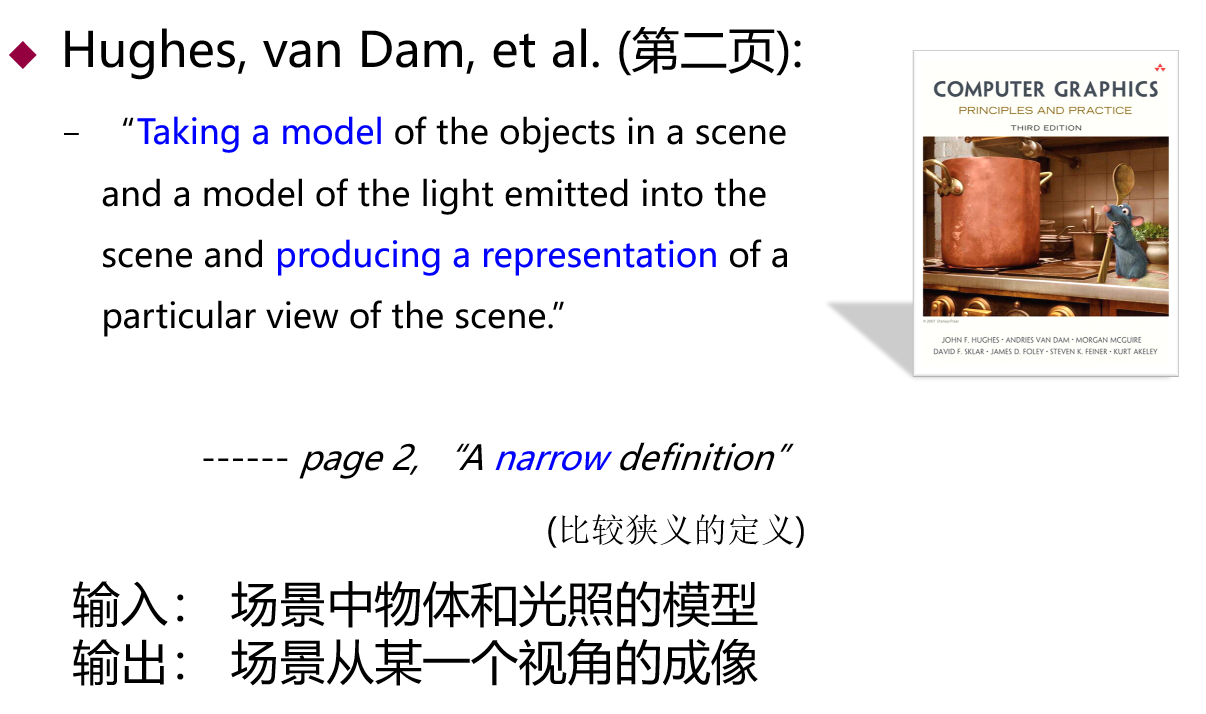 ◆ Hughes, van Dam, et al. (第二页):
– “Taking a model of the objects in a scene
and a model of the light emitted into the
scene and producing a representation of a
particular view of the scene.”
------ page 2, “A narrow definition”
(比较狭义的定义)
输入： 场景中物体和光照的模型
输出： 场景从某一个视角的成像
COMPUTER GRAPHICS
PRINCIPLES AND PRACTICE
THIRD EDITION
JOHN F. HUGHES • ANDRIES VAN DAM • MORGAN MCGUIRE
DAVID F. SKLAR • JAMES D. FOLEY • STEVEN K. FEINER • KURT AKELEY